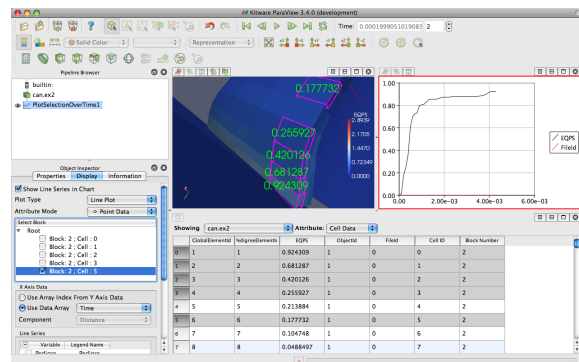 Kitware ParaView 3.4.0 (development)
Time: 0.0001999051019083 2
Solid Color
Representation
Pipeline Browser
builtin:
can.ex2
PlotSelectionOverTime1
Object Inspector
Properties Display Information
Show Line Series in Chart
Plot Type Line Plot
Attribute Mode Point Data
Select Block
Root
Block: 2 ; Cell : 0
Block: 2 ; Cell : 1
Block: 2 ; Cell : 2
Block: 2 ; Cell : 3
Block: 2 ; Cell : 5
X Axis Data
Use Array Index From Y Axis Data
Use Data Array Time
Component Distance
Line Series
Variable Legend Name
0.177732
0.255927
0.420126
0.681287
0.924309
EQPS
2.8939
2.1705
1.4470
0.72349
0.0000
1.00
0.80
0.60
0.40
0.20
0.00
0.00 2.00e-03 4.00e-03 6.00e-03
EQPS
FileId
Showing can.ex2 Attribute: Cell Data
GlobalElementId PedigreeElementId EQPS ObjectId FileId Cell ID Block Number
0 1 1 0.924309 1 0 0 2
1 2 2 0.681287 1 0 1 2
2 3 3 0.420126 1 0 2 2
3 4 4 0.255927 1 0 3 2
4 5 5 0.213884 1 0 4 2
5 6 6 0.177732 1 0 5 2
6 7 7 0.104748 1 0 6 2
7 8 8 0.0488497 1 0 7 2